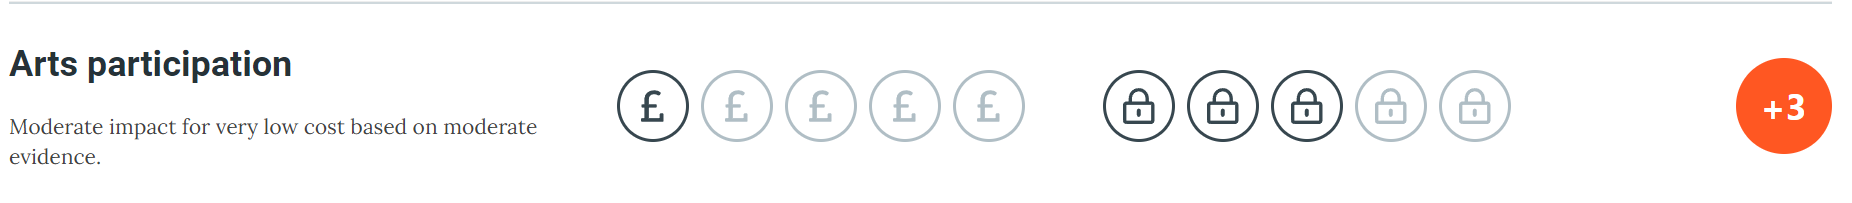 Arts participation
Moderate impact for very low cost based on moderate
evidence.
£ £ £ £ £
+3